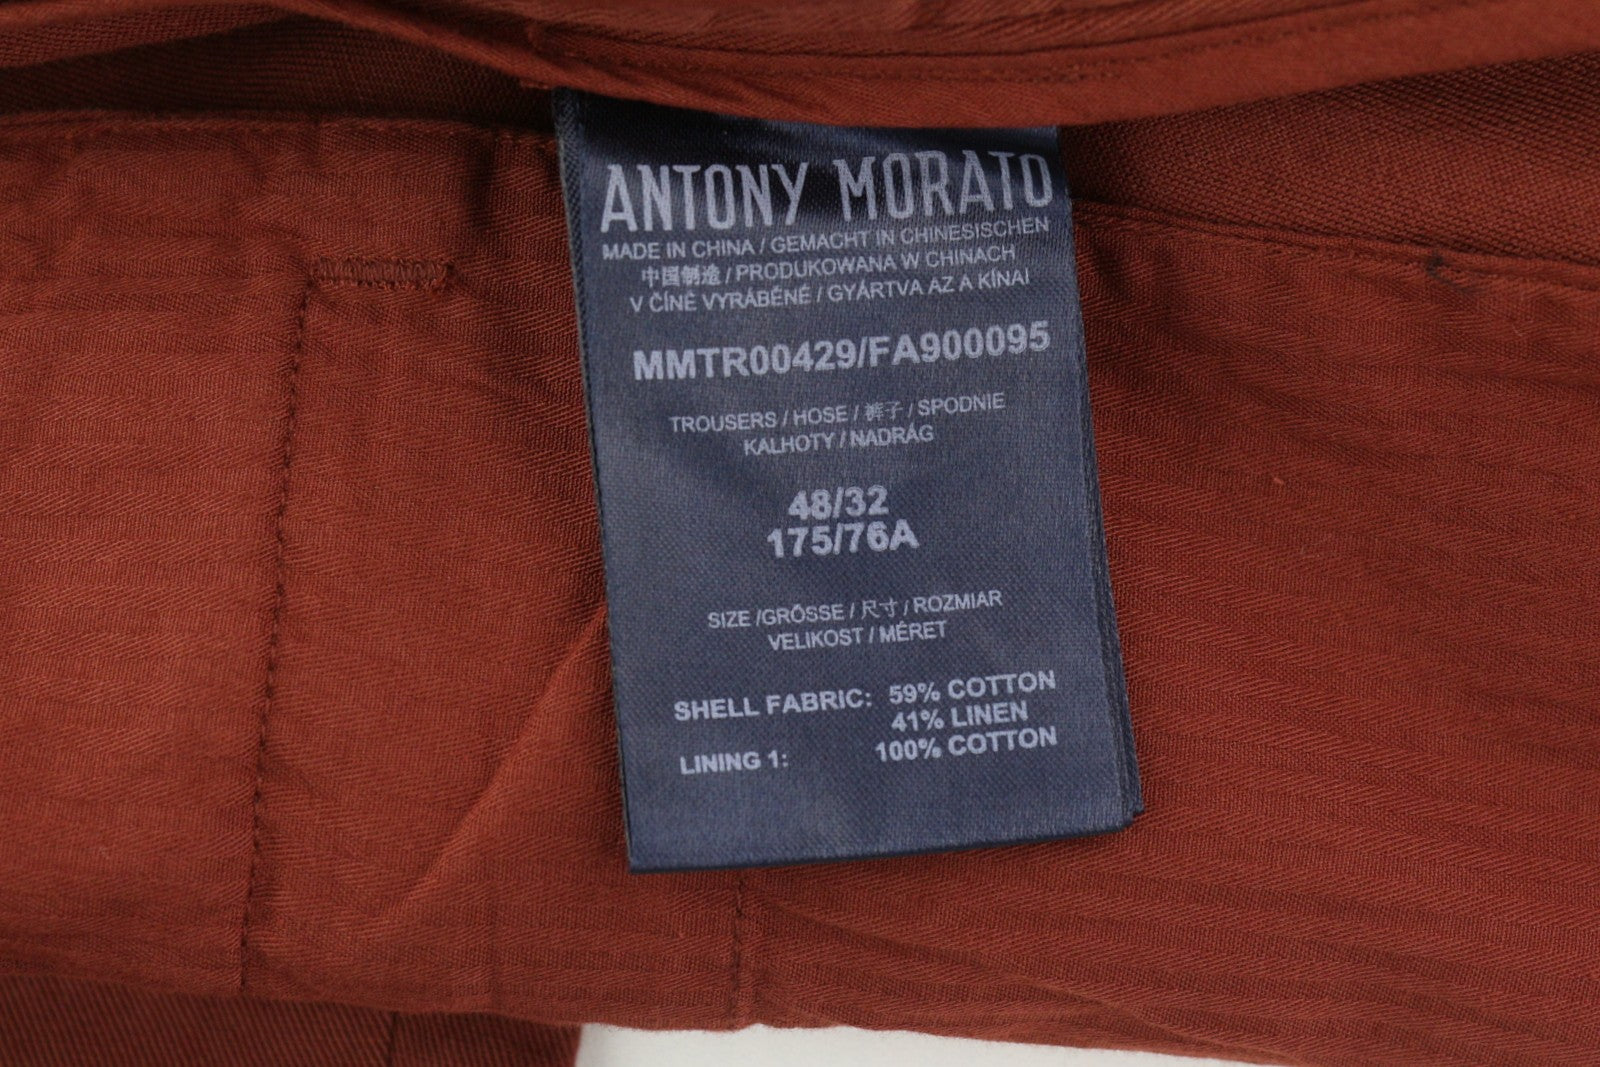 ANTONY MORATO
MADE IN CHINA / GEMACHT IN CHINESISCHEN
中国制造 / PRODUKOWANA W CHINACH
V ČÍNĚ VYRÁBĚNÉ / GYÁRTVA AZ A KÍNAI
MMTR00429/FA900095
TROUSERS / HOSE / 裤子 / SPODNIE
KALHOTY / NADRÁG
48/32
175/76A
SIZE /GRÖSSE / 尺寸 / ROZMIAR
VELIKOST / MÉRET
SHELL FABRIC: 59% COTTON
41% LINEN
LINING 1: 100% COTTON